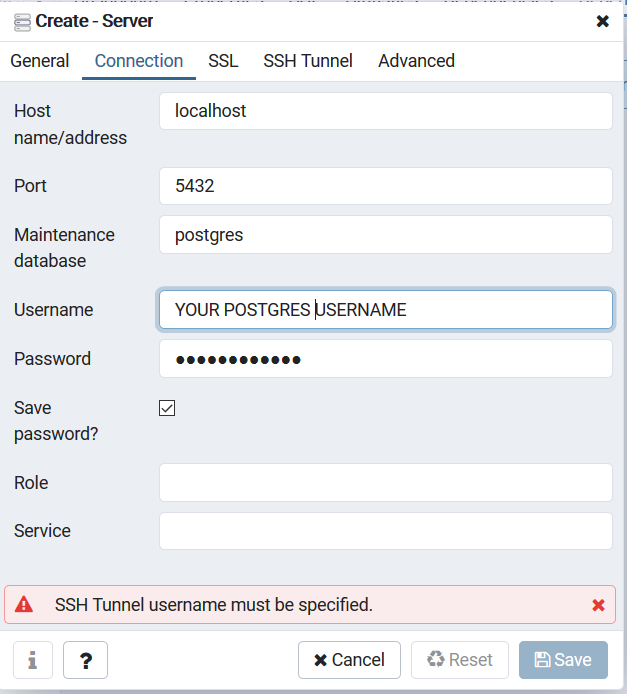 Create - Server
General Connection SSL SSH Tunnel Advanced
Host
name/address
localhost
Port
5432
Maintenance
database
postgres
Username
YOUR POSTGRES USERNAME
Password
••••••••••••
Save
password?
Role
Service
SSH Tunnel username must be specified.
i ? Cancel Reset Save